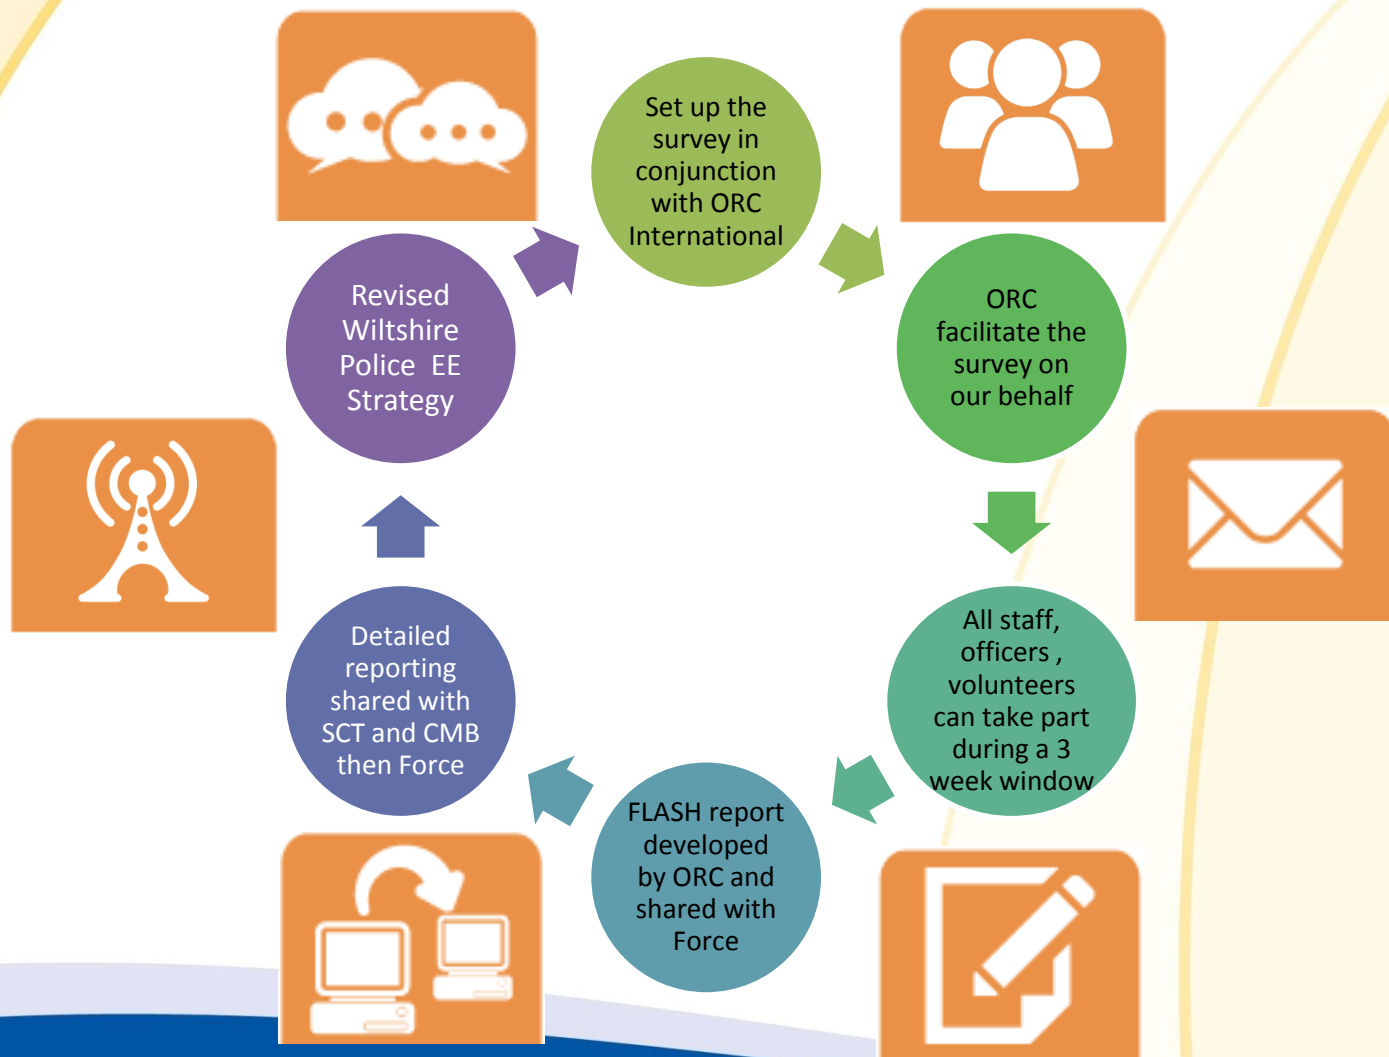 Set up the
survey in
conjunction
with ORC
International
ORC
facilitate the
survey on
our behalf
All staff,
officers ,
volunteers
can take part
during a 3
week window
FLASH report
developed
by ORC and
shared with
Force
Detailed
reporting
shared with
SCT and CMB
then Force
Revised
Wiltshire
Police  EE
Strategy